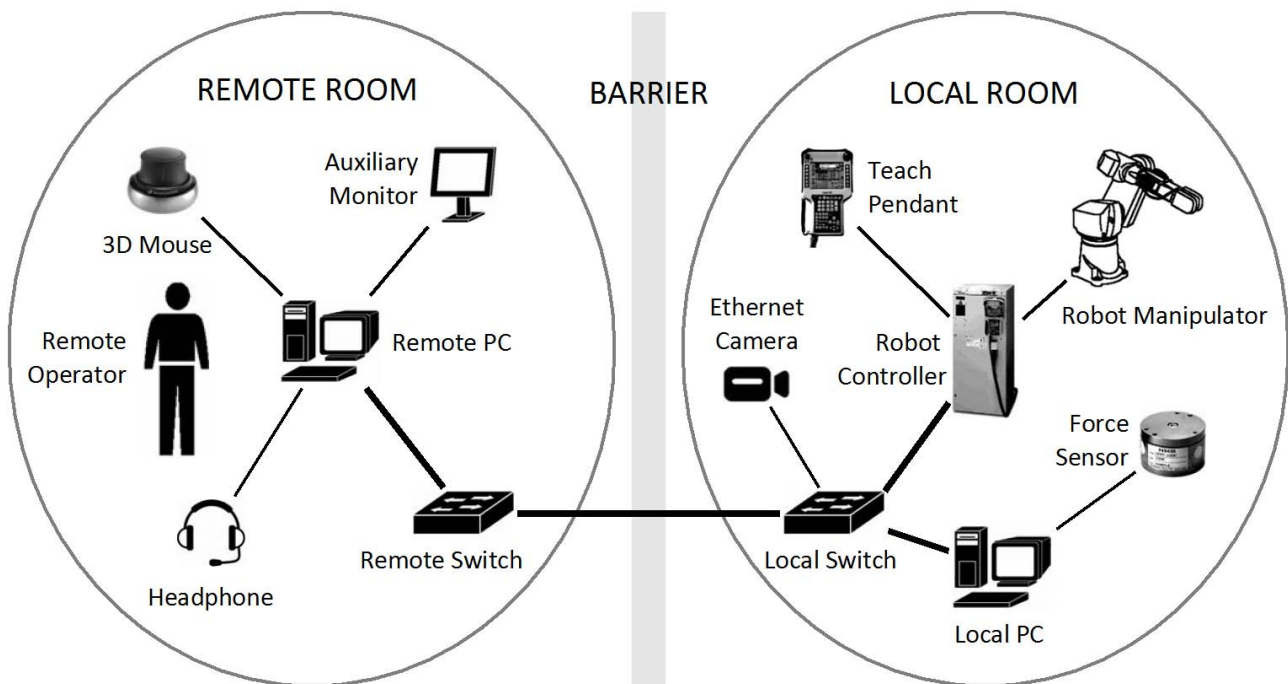 REMOTE ROOM
BARRIER
LOCAL ROOM
3D Mouse
Auxiliary
Monitor
Remote
Operator
Remote PC
Headphone
Remote Switch
Teach
Pendant
Robot Manipulator
Ethernet
Camera
Robot
Controller
Force
Sensor
Local Switch
Local PC